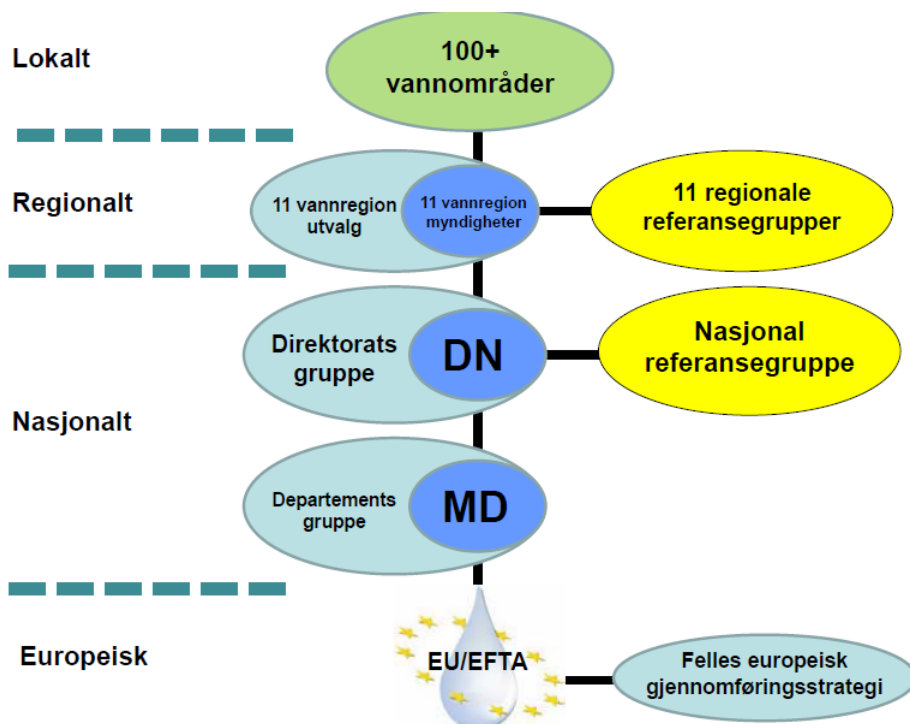 Lokalt
100+
vannområder
Regionalt
11 vannregion
utvalg
11 vannregion
myndigheter
11 regionale
referansegrupper
Nasjonalt
Direktorats
gruppe
DN
Nasjonal
referansegruppe
Departements
gruppe
MD
Europeisk
EU/EFTA
Felles europeisk
gjennomføringsstrategi